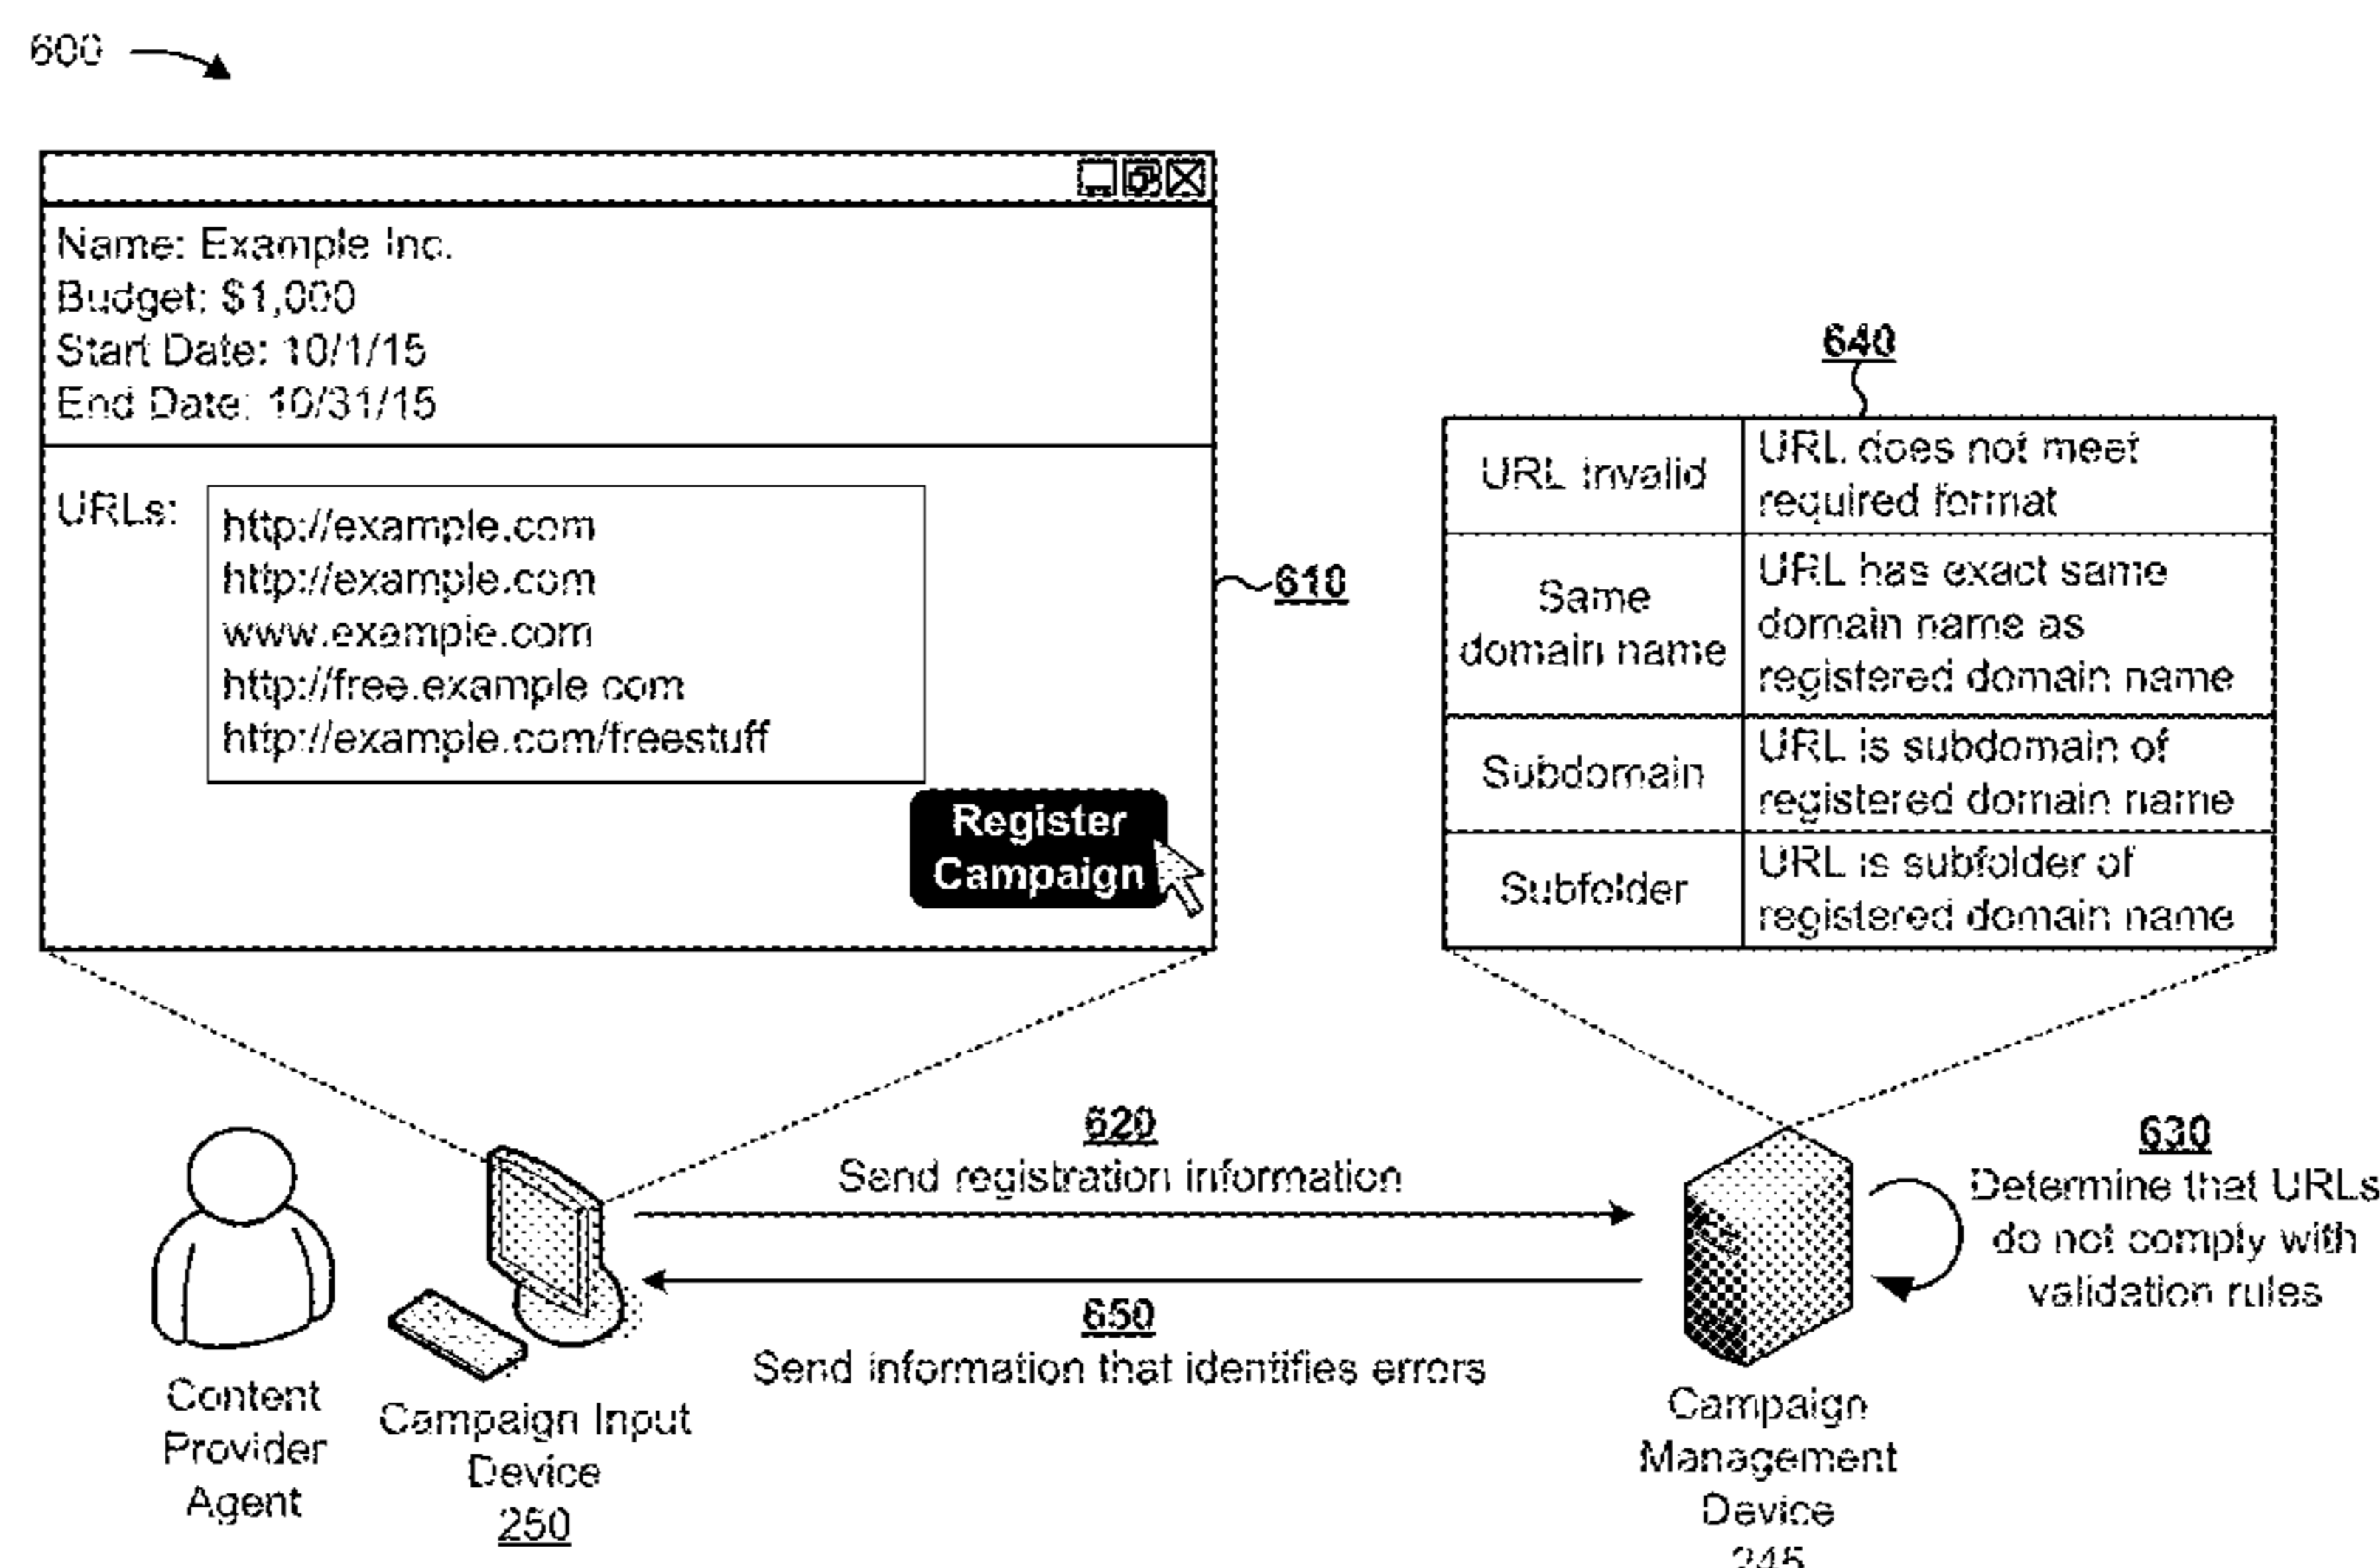 600
Name: Example Inc.
Budget: $1,000
Start Date: 10/1/15
End Date: 10/31/15
URLs:
http://example.com
http://example.com
www.example.com
http://free.example com
http://example.com/freestuff
Register
Campaign
610
640
URL invalid
URL does not meet
required format
Same
domain name
URL has exact same
domain name as
registered domain name
Subdomain
URL is subdomain of
registered domain name
Subfolder
URL is subfolder of
registered domain name
620
Send registration information
630
Determine that URLs
do not comply with
validation rules
650
Send information that identifies errors
Content
Provider
Agent
Campaign Input
Device
250
Campaign
Management
Device
245